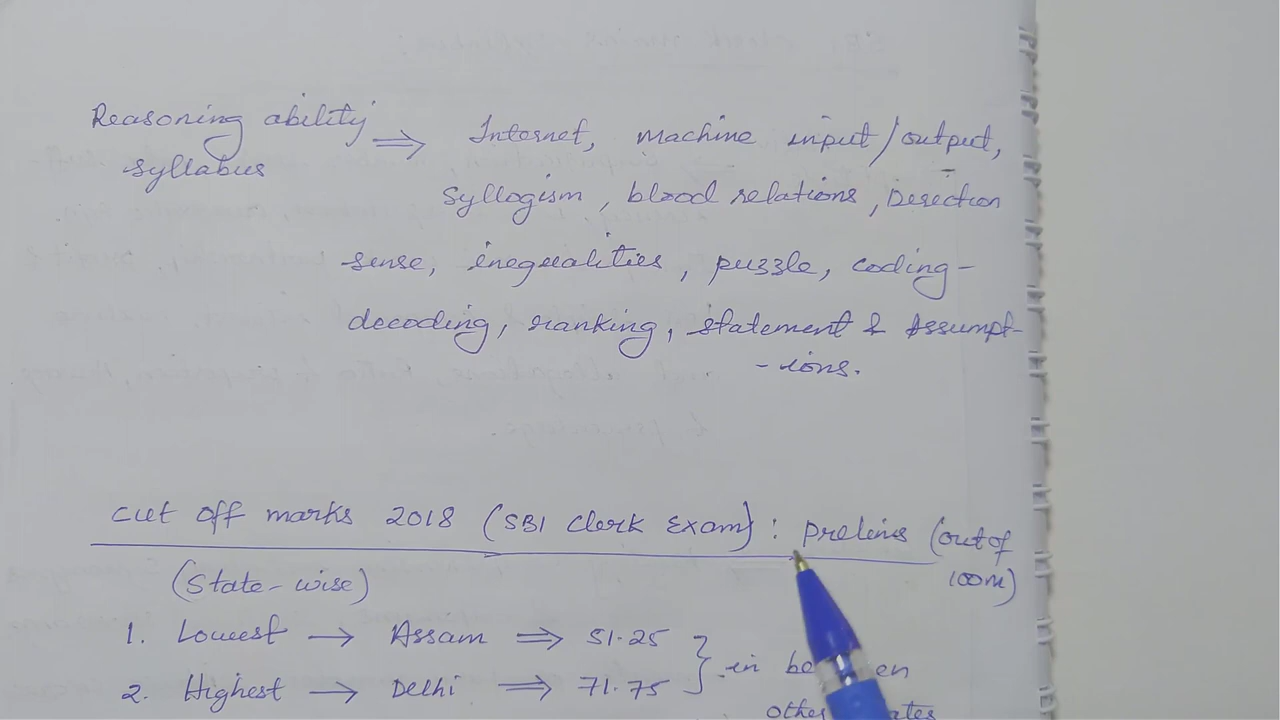 Reasoning ability ⇒ Internet, machine input/output,
syllabus
Syllogism, blood relations, Direction
sense, inequalities, puzzle, coding-
decoding, ranking, statement & Assumpt-
-ions.
cut off marks 2018 (SBI Clerk Exam): prelims (out of
100M)
(State-wise)
1. Lowest → Assam ⇒ 51.25
2. Highest → Delhi ⇒ 71.75 } in